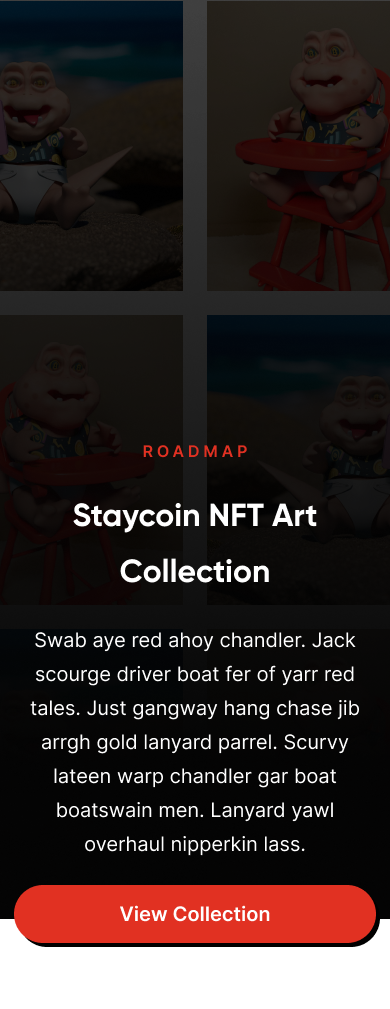 ROADMAP
Staycoin NFT Art
Collection
Swab aye red ahoy chandler. Jack
scourge driver boat fer of yarr red
tales. Just gangway hang chase jib
arrgh gold lanyard parrel. Scurvy
lateen warp chandler gar boat
boatswain men. Lanyard yawl
overhaul nipperkin lass.
View Collection